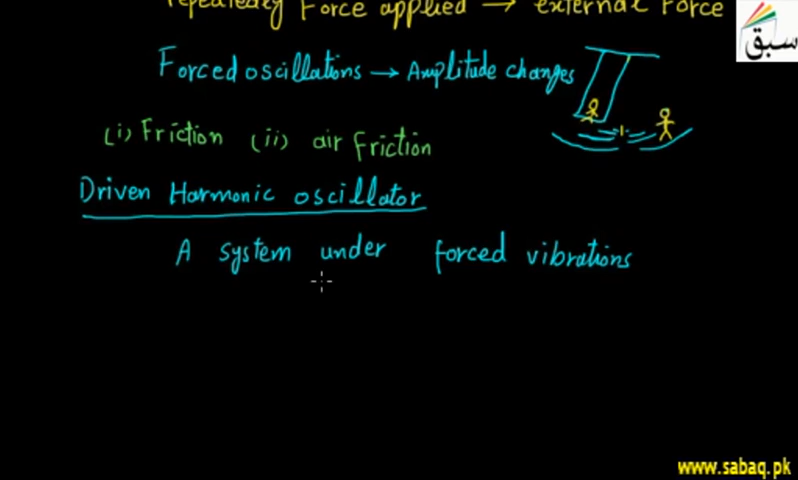 repeatedly Force applied → external Force
سبق
Forced oscillations → Amplitude changes
(i) Friction (ii) air Friction
Driven Harmonic oscillator
A system under forced vibrations
www.sabaq.pk